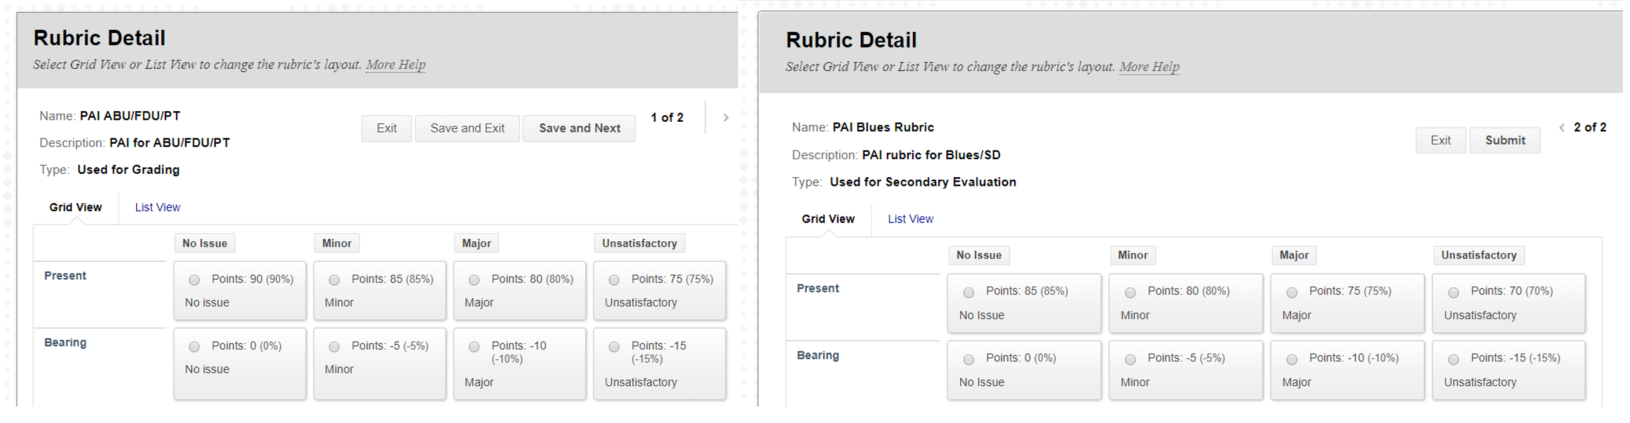 Rubric Detail
Select Grid View or List View to change the rubric's layout. More Help
Name: PAI ABU/FDU/PT
Exit Save and Exit Save and Next 1 of 2 >
Description: PAI for ABU/FDU/PT
Type: Used for Grading
Grid View List View
No Issue Minor Major Unsatisfactory
Present Points: 90 (90%) Points: 85 (85%) Points: 80 (80%) Points: 75 (75%)
No issue Minor Major Unsatisfactory
Bearing Points: 0 (0%) Points: -5 (-5%) Points: -10 (-10%) Points: -15 (-15%)
No issue Minor Major Unsatisfactory
Rubric Detail
Select Grid View or List View to change the rubric's layout. More Help
Name: PAI Blues Rubric
Exit Submit < 2 of 2
Description: PAI rubric for Blues/SD
Type: Used for Secondary Evaluation
Grid View List View
No Issue Minor Major Unsatisfactory
Present Points: 85 (85%) Points: 80 (80%) Points: 75 (75%) Points: 70 (70%)
No Issue Minor Major Unsatisfactory
Bearing Points: 0 (0%) Points: -5 (-5%) Points: -10 (-10%) Points: -15 (-15%)
No Issue Minor Major Unsatisfactory